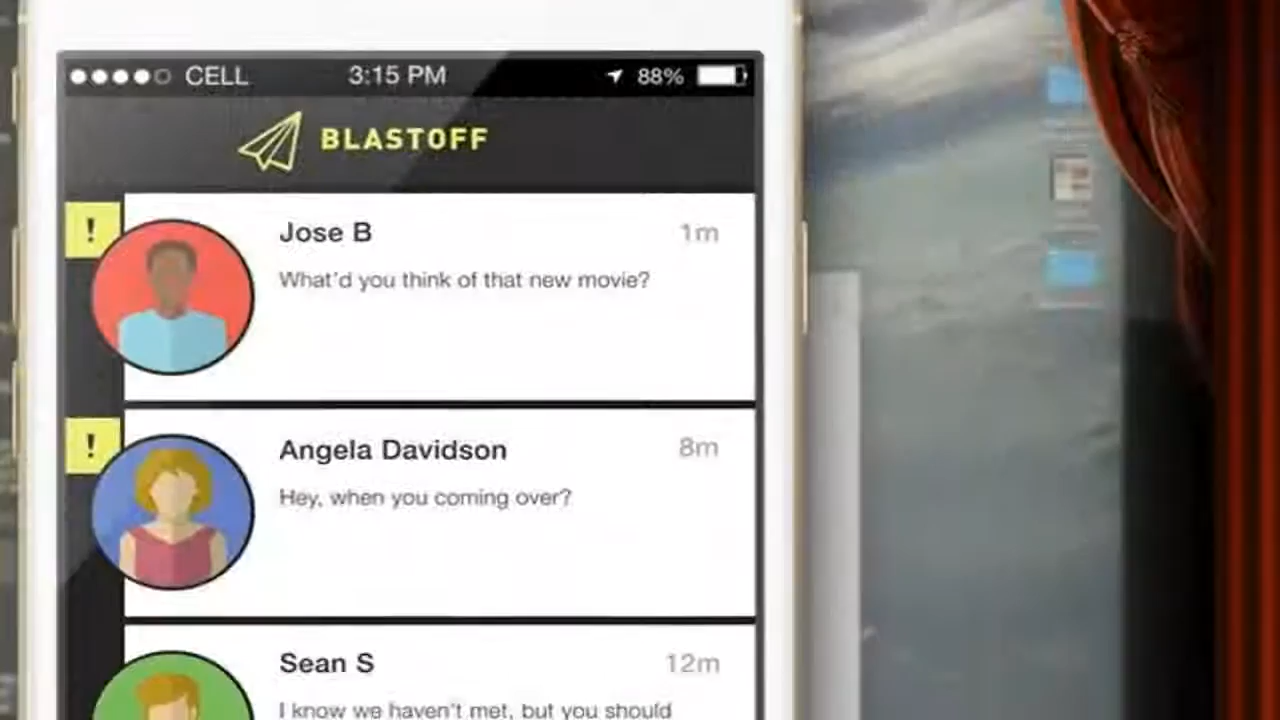 CELL 3:15 PM 88%
BLASTOFF
! Jose B 1m
What'd you think of that new movie?
! Angela Davidson 8m
Hey, when you coming over?
Sean S 12m
I know we haven't met, but you should